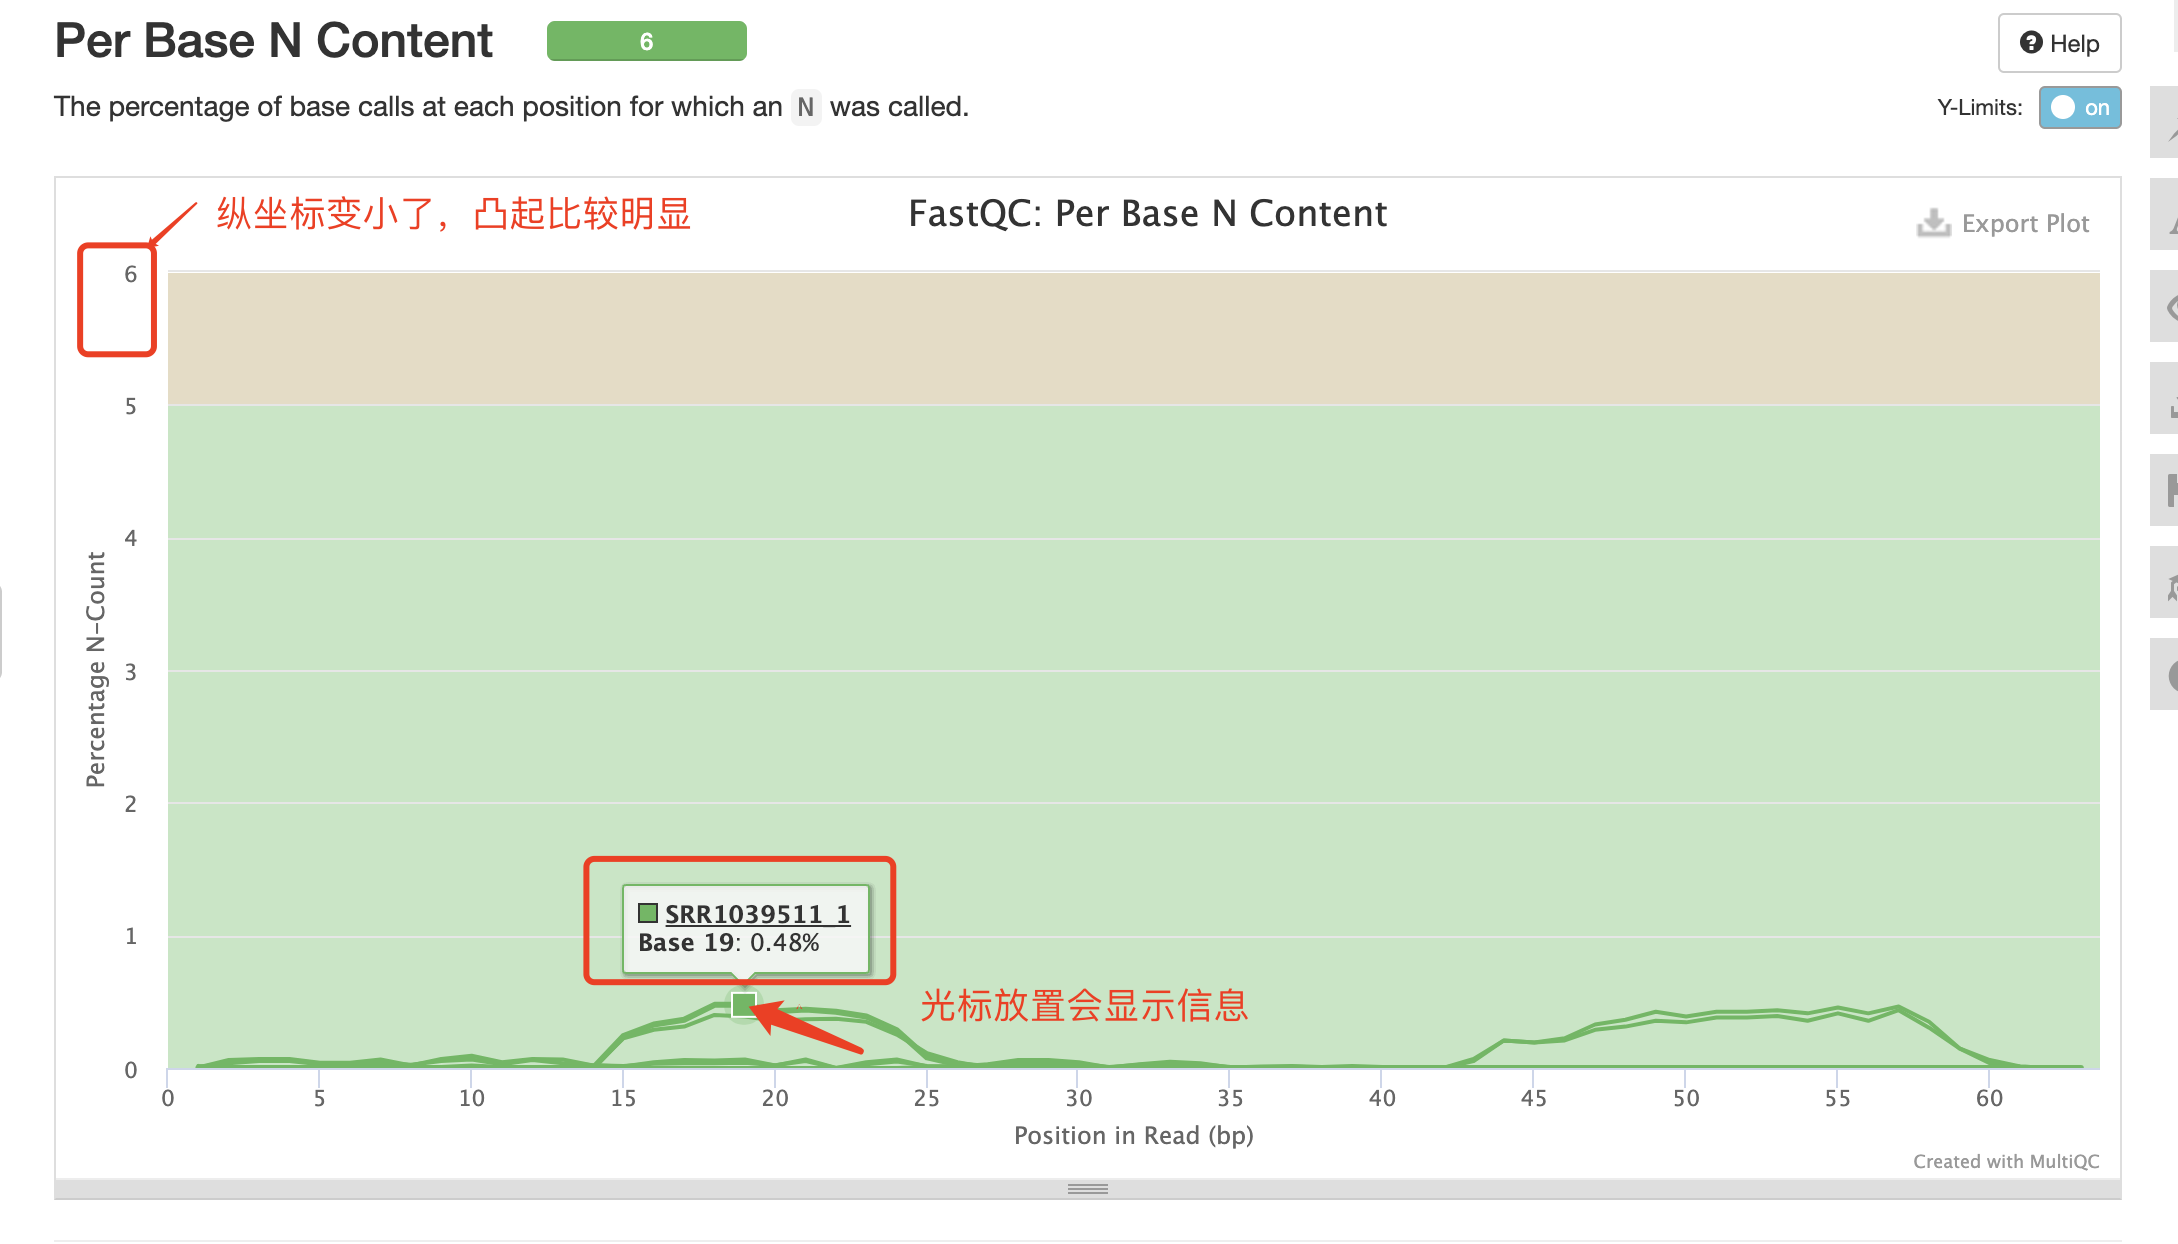 Per Base N Content
6
Help
The percentage of base calls at each position for which an N was called.
Y-Limits: on
纵坐标变小了，凸起比较明显
FastQC: Per Base N Content
Export Plot
6
5
4
3
2
1
0
Percentage N-Count
SRR1039511_1
Base 19: 0.48%
光标放置会显示信息
0 5 10 15 20 25 30 35 40 45 50 55 60
Position in Read (bp)
Created with MultiQC